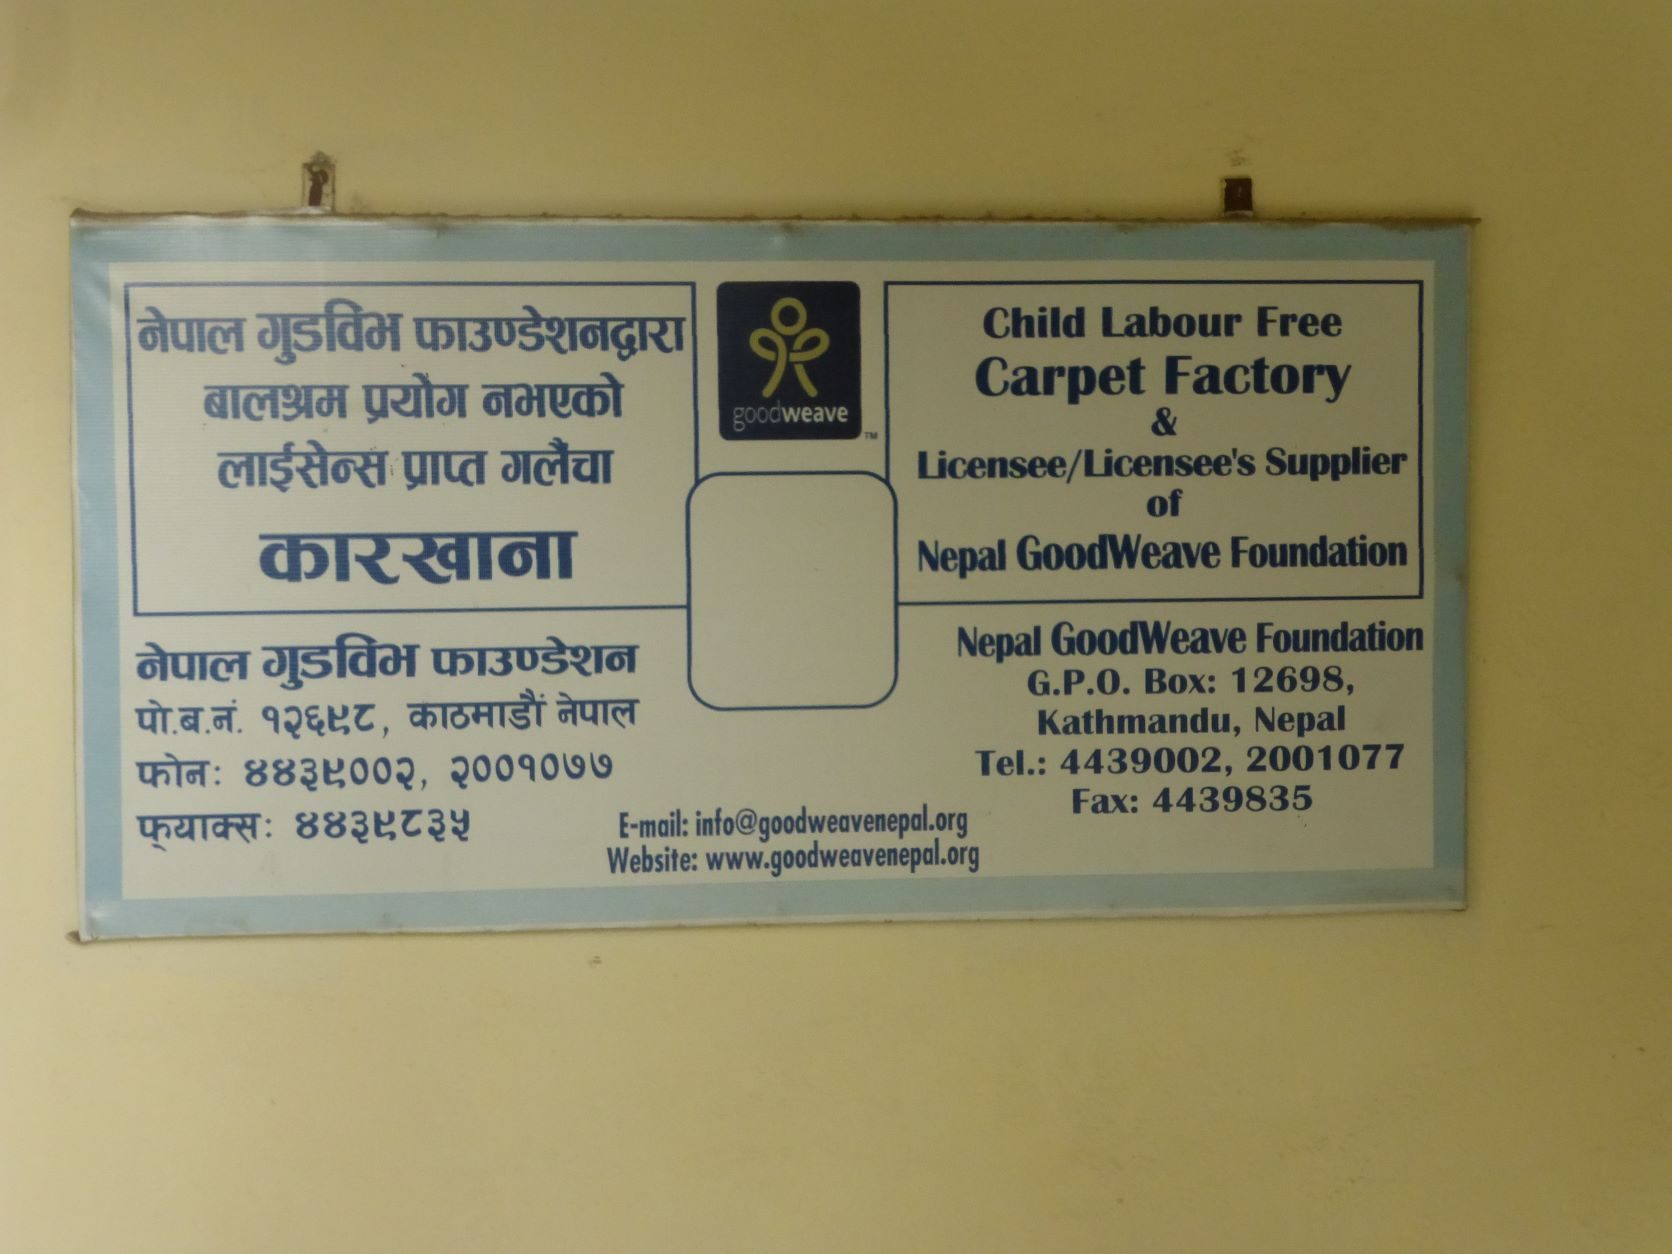 नेपाल गुडविभ फाउण्डेशनद्वारा
बालश्रम प्रयोग नभएको
लाईसेन्स प्राप्त गलैंचा
कारखाना
goodweave
TM
Child Labour Free
Carpet Factory
&
Licensee/Licensee's Supplier
of
Nepal GoodWeave Foundation
नेपाल गुडविभ फाउण्डेशन
पो.ब.नं. १२६९८, काठमाडौं नेपाल
फोन: ४४३९००२, २००१०७७
फ्याक्स: ४४३९८३५
Nepal GoodWeave Foundation
G.P.O. Box: 12698,
Kathmandu, Nepal
Tel.: 4439002, 2001077
Fax: 4439835
E-mail: info@goodweavenepal.org
Website: www.goodweavenepal.org